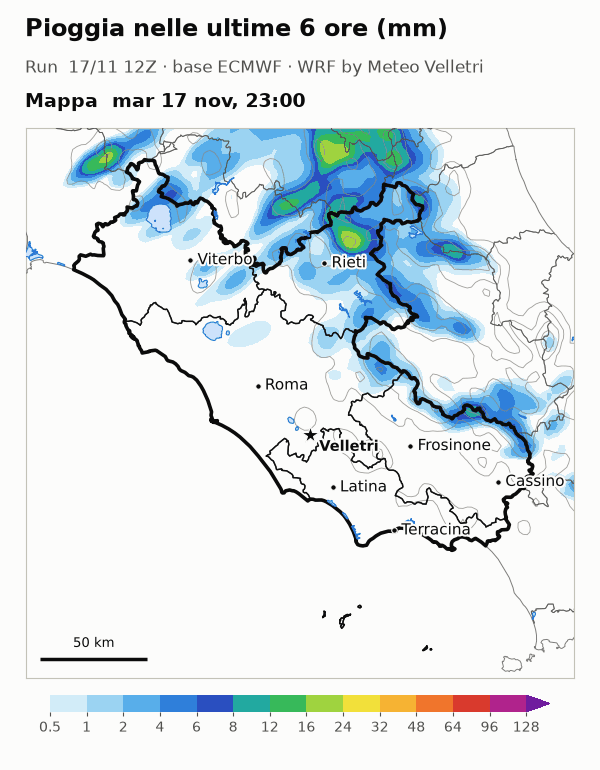 Pioggia nelle ultime 6 ore (mm)
Run  17/11 12Z · base ECMWF · WRF by Meteo Velletri
Mappa  mar 17 nov, 23:00
Viterbo
Rieti
Roma
Velletri
Frosinone
Latina
Cassino
Terracina
50 km
0.5 1 2 4 6 8 12 16 24 32 48 64 96 128